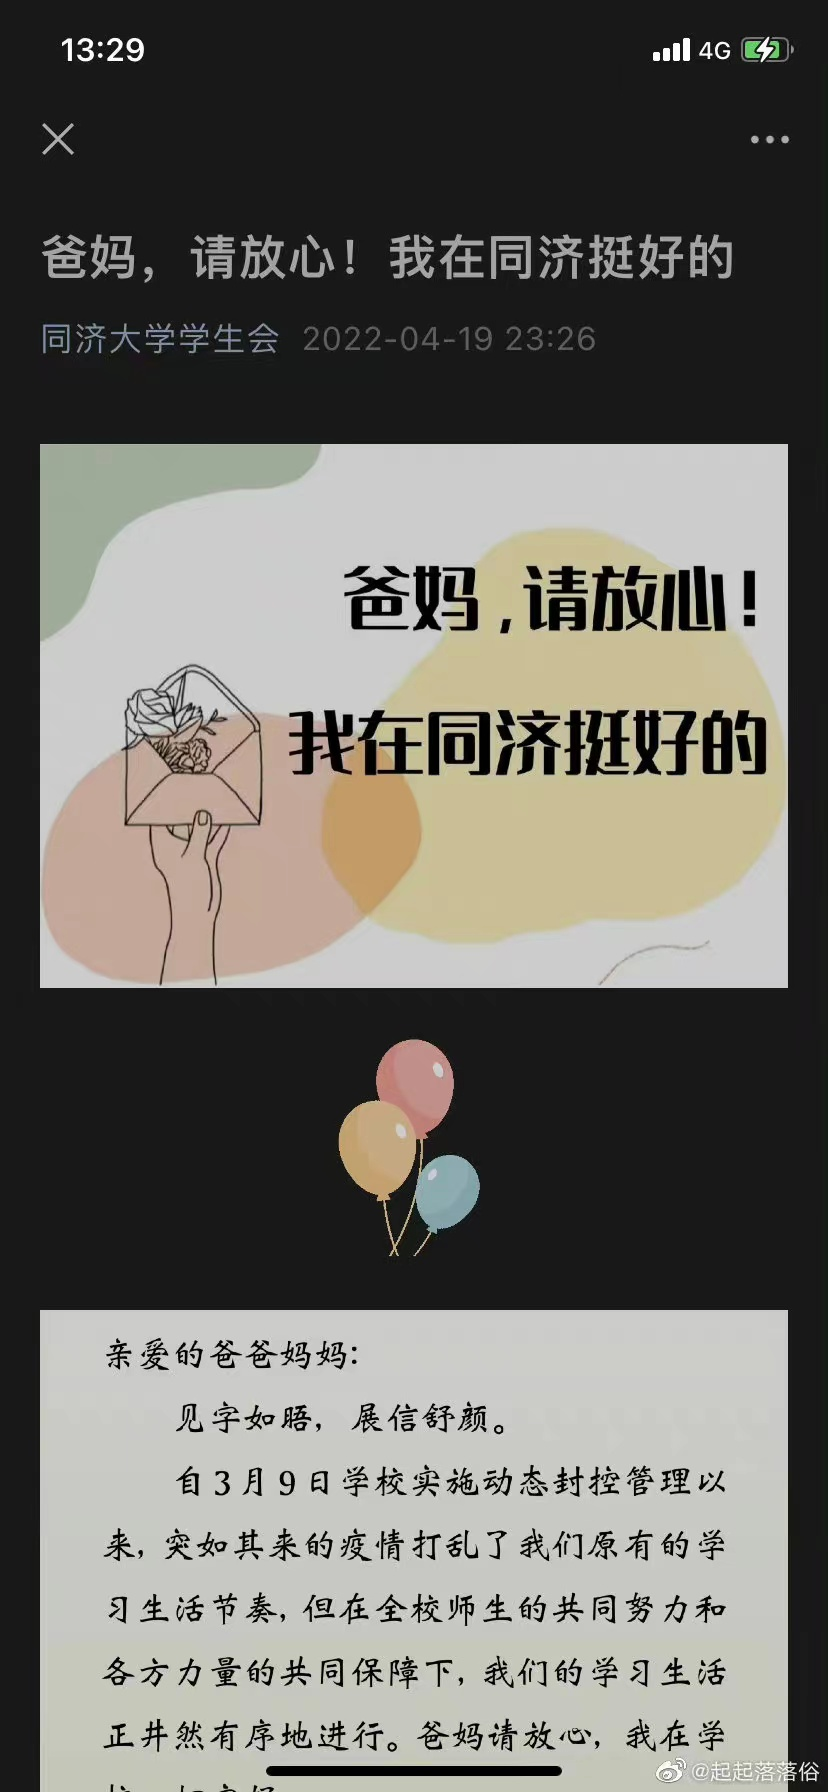 13:29
4G
爸妈，请放心！我在同济挺好的
同济大学学生会 2022-04-19 23:26
爸妈,请放心!
我在同济挺好的
亲爱的爸爸妈妈：
见字如晤，展信舒颜。
自3月9日学校实施动态封控管理以
来，突如其来的疫情打乱了我们原有的学
习生活节奏，但在全校师生的共同努力和
各方力量的共同保障下，我们的学习生活
正井然有序地进行。爸妈请放心，我在学
@起起落落俗